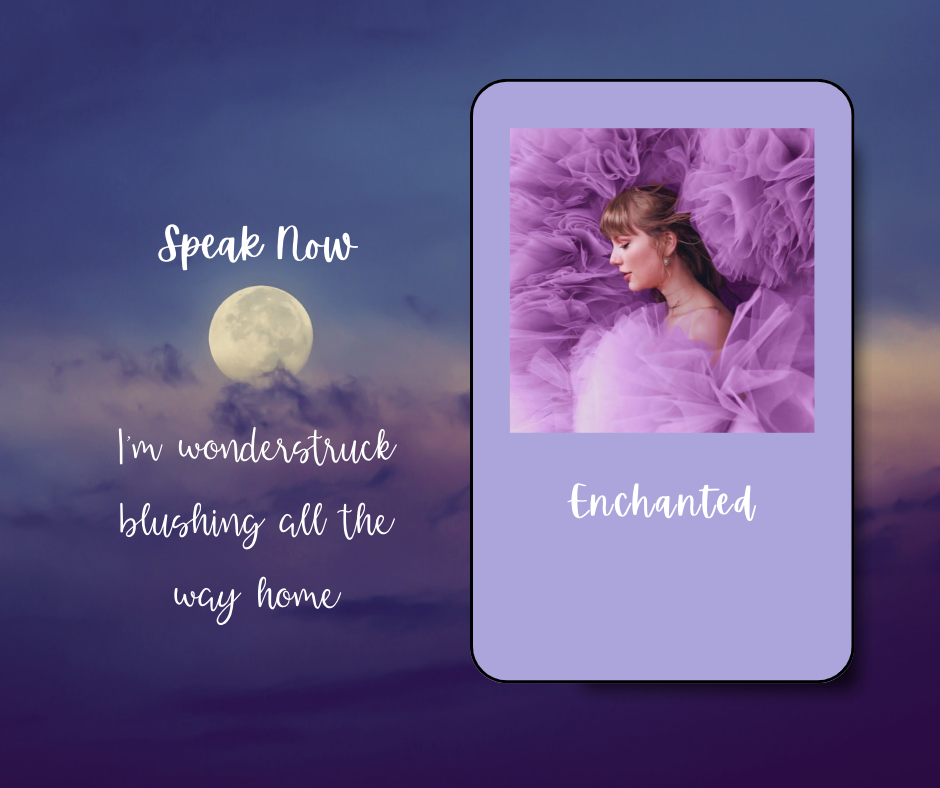 Speak Now
I'm wonderstruck
blushing all the
way home
Enchanted